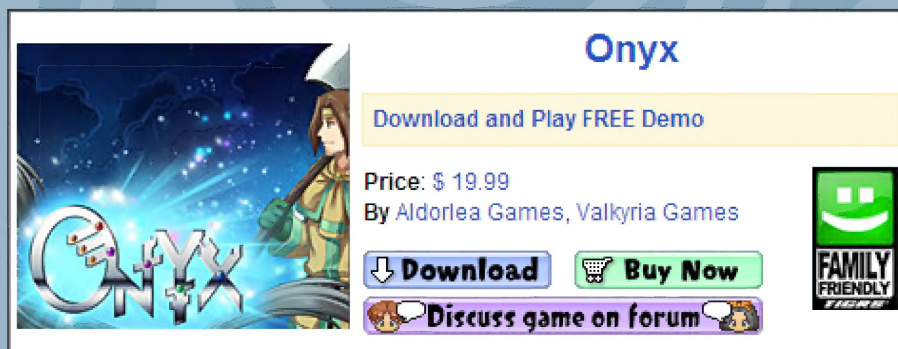 Onyx
Download and Play FREE Demo
Price: $ 19.99
By Aldorlea Games, Valkyria Games
ONYX
Download
Buy Now
Discuss game on forum
FAMILY
FRIENDLY
TIGRS